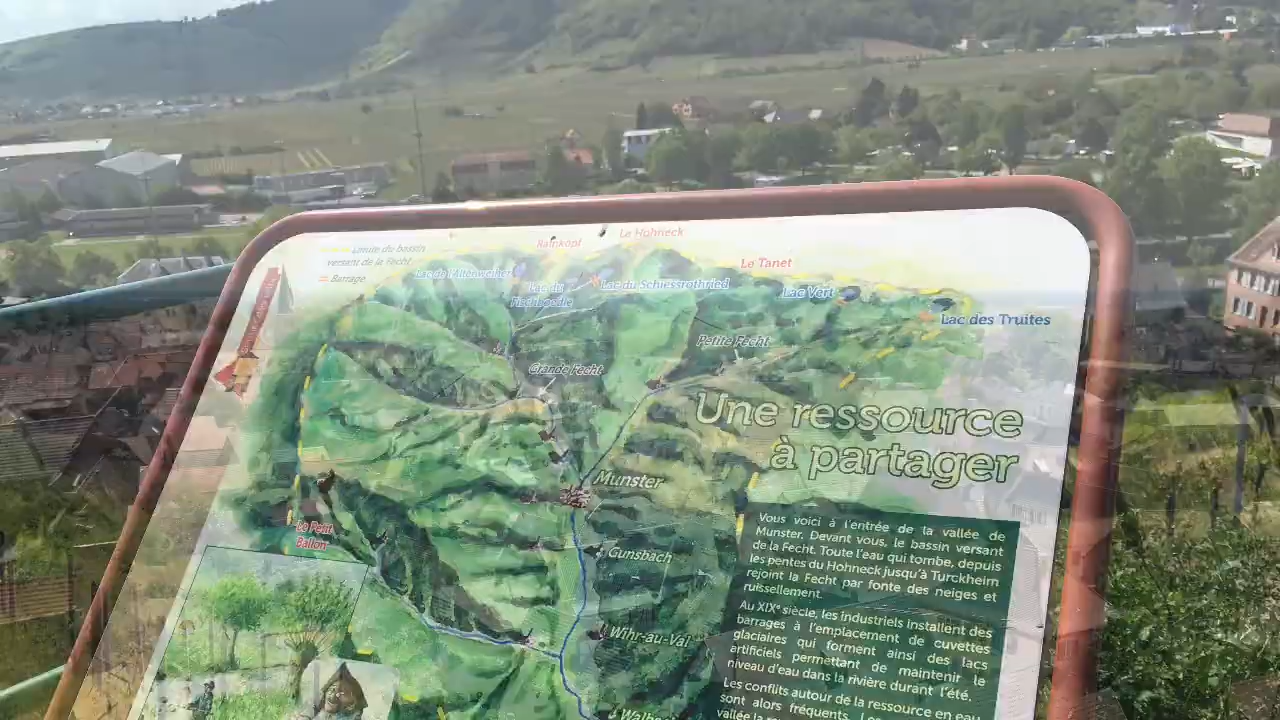 Limite du bassin
versant de la Fecht
Barrage
Rainkopf
Le Hohneck
Le Tanet
Lac de l'Altenweiher
Lac du
Fischboedle
Lac du Schiessrothried
Lac Vert
Lac des Truites
Petite Fecht
Grande Fecht
Une ressource
à partager
Munster
Le Petit
Ballon
Gunsbach
Wihr-au-Val
Vous voici à l'entrée de la vallée de
Munster. Devant vous, le bassin versant
de la Fecht. Toute l'eau qui tombe, depuis
les pentes du Hohneck jusqu'à Turckheim
rejoint la Fecht par fonte des neiges et
ruissellement.
Au XIXe siècle, les industriels installent des
barrages à l'emplacement de cuvettes
glaciaires qui forment ainsi des lacs
artificiels permettant de maintenir le
niveau d'eau dans la rivière durant l'été.
Les conflits autour de la ressource en eau
sont alors fréquents.